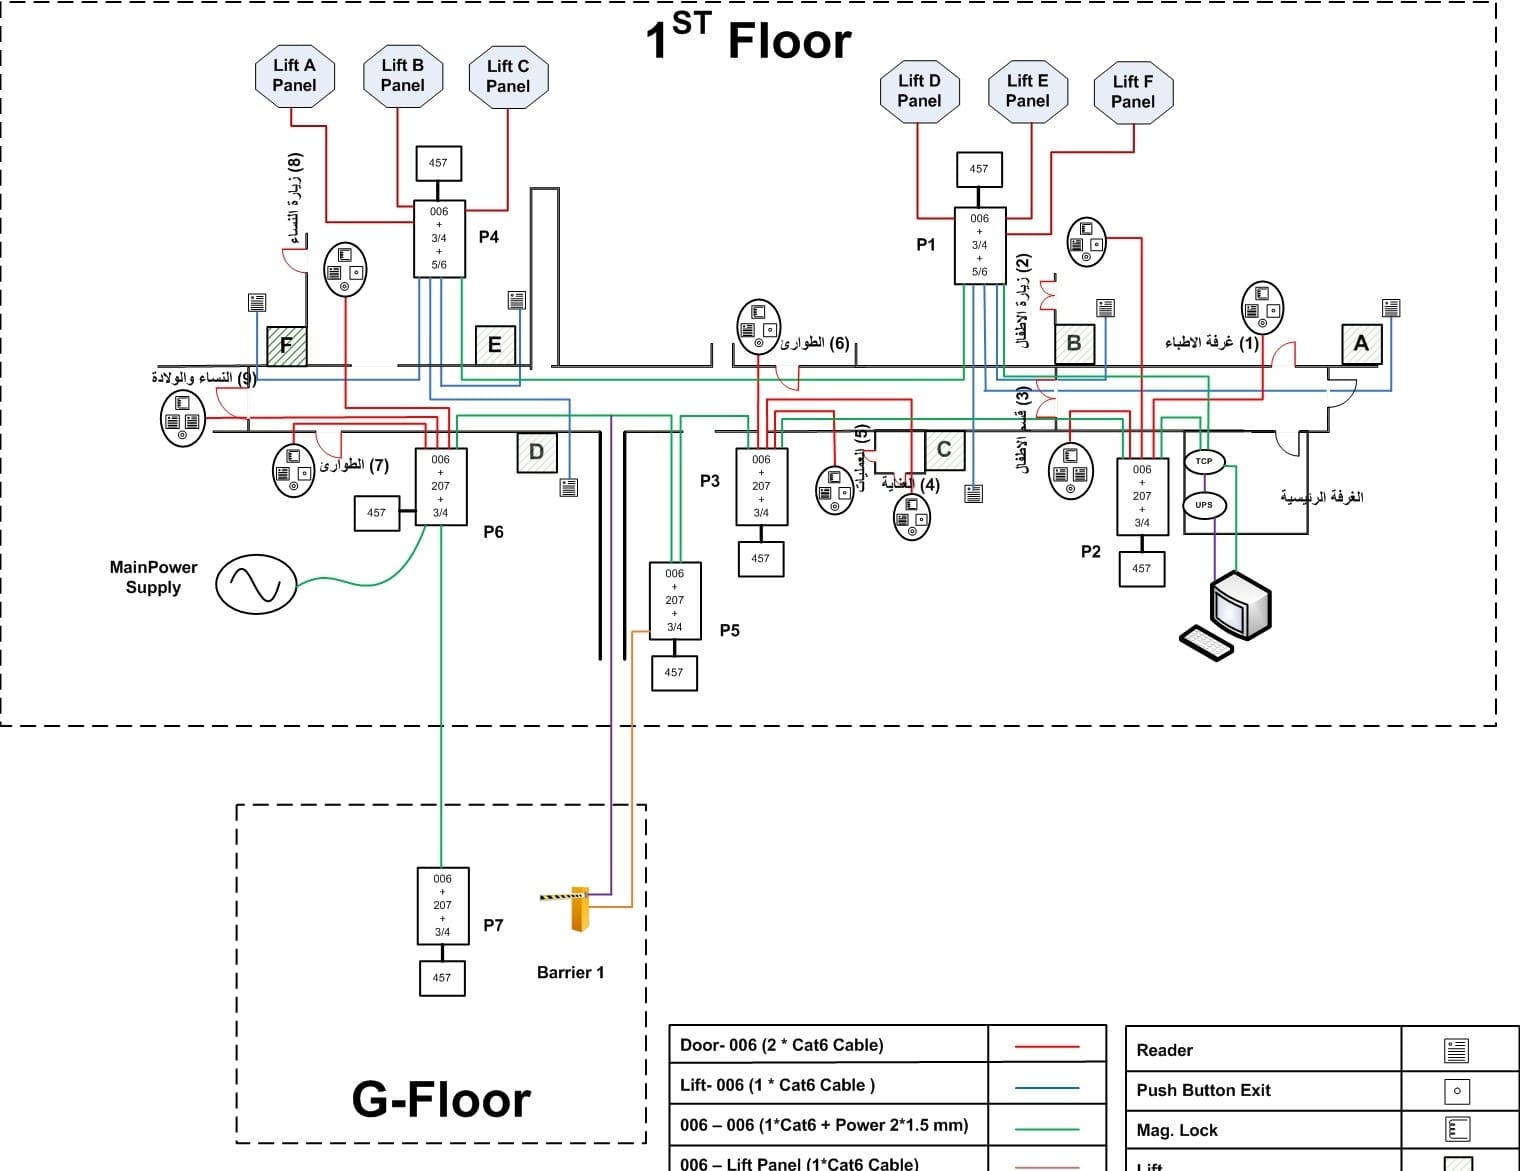 1ST Floor
Lift A
Panel
Lift B
Panel
Lift C
Panel
Lift D
Panel
Lift E
Panel
Lift F
Panel
457
006
+
3/4
+
5/6
P4
457
006
+
3/4
+
5/6
P1
(8) زيارة النساء
(2) زيارة الاطفال
F
E
(6) الطوارئ
B
(1) غرفة الاطباء
A
(9) النساء والولادة
(7) الطوارئ
D
(5) العمليات
C
(4) العناية
(3) قسم الاطفال
006
+
207
+
3/4
457
P6
P3
006
+
207
+
3/4
457
006
+
207
+
3/4
P2
457
TCP
UPS
الغرفة الرئيسية
MainPower
Supply
006
+
207
+
3/4
P5
457
006
+
207
+
3/4
P7
457
Barrier 1
G-Floor
Door- 006 (2 * Cat6 Cable)
Lift- 006 (1 * Cat6 Cable )
006 – 006 (1*Cat6 + Power 2*1.5 mm)
006 – Lift Panel (1*Cat6 Cable)
Reader
Push Button Exit
Mag. Lock
Lift